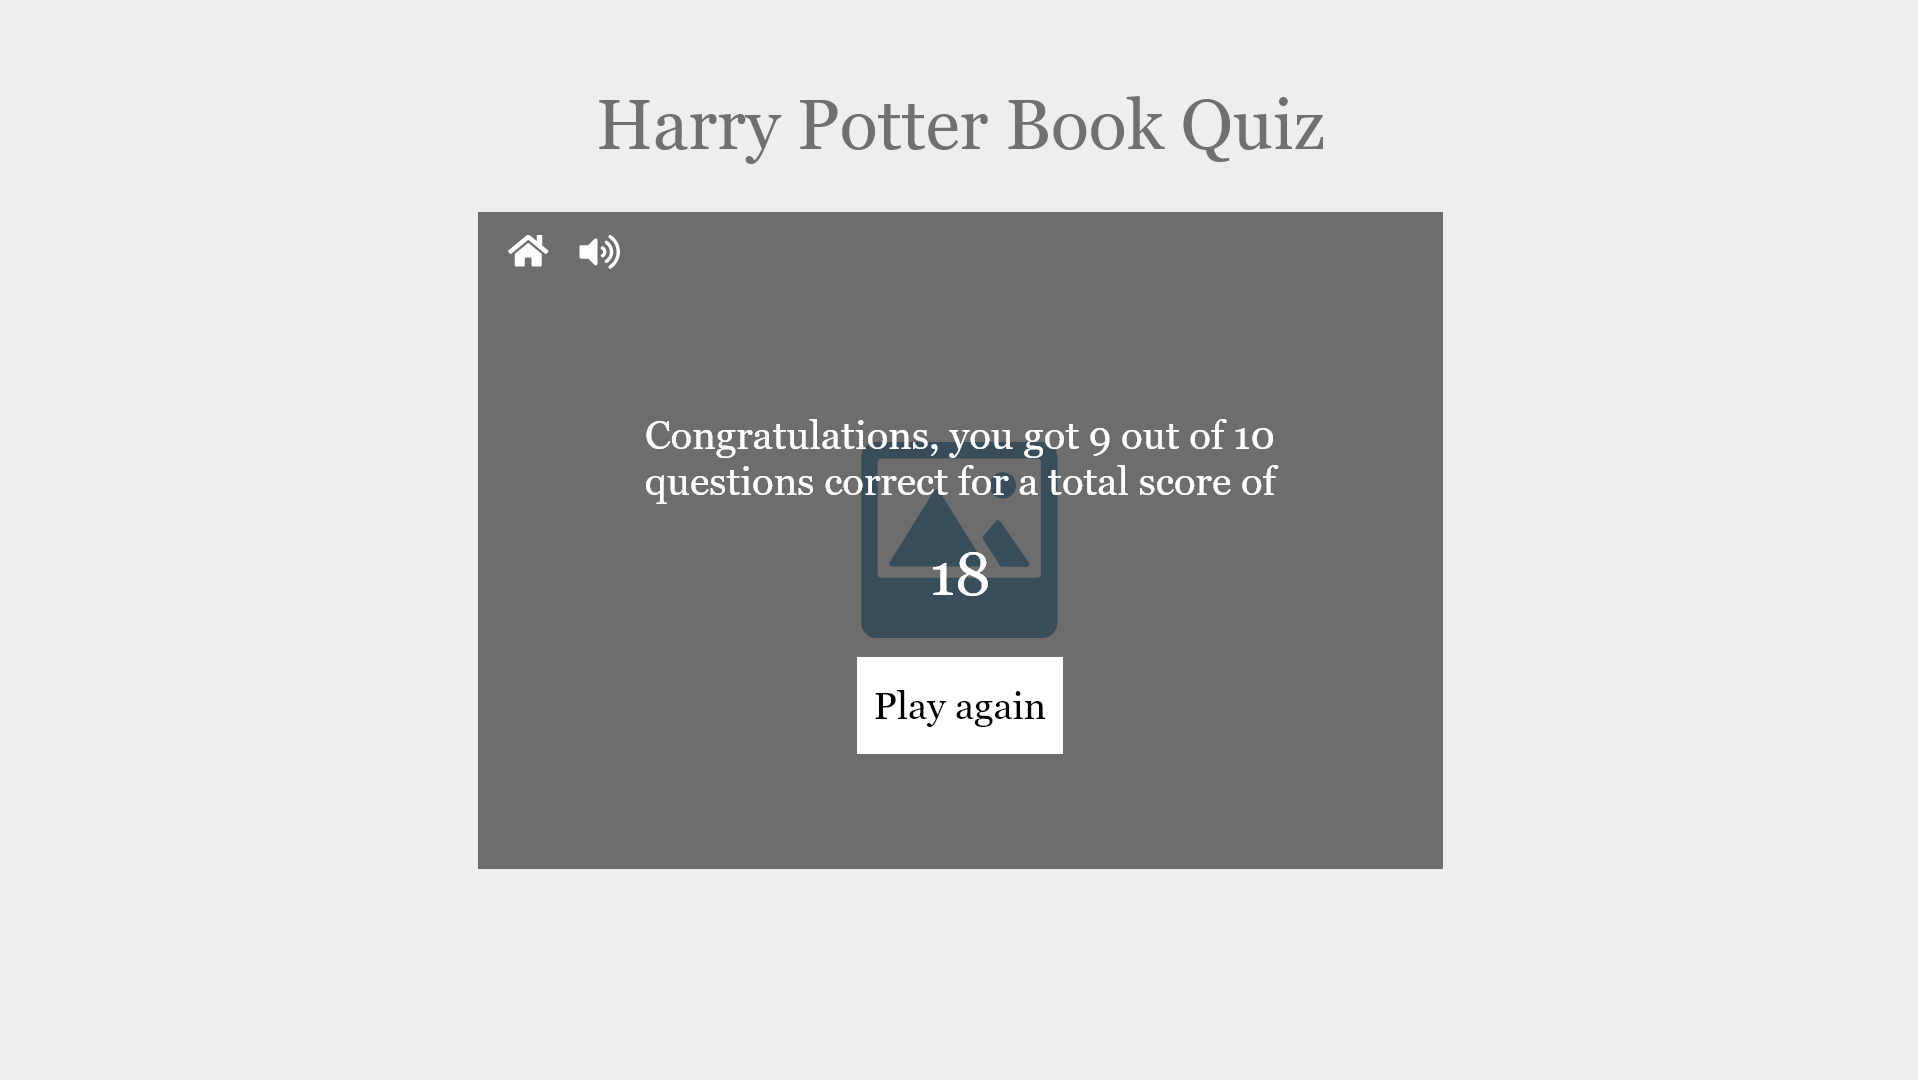 Harry Potter Book Quiz
Congratulations, you got 9 out of 10
questions correct for a total score of
18
Play again